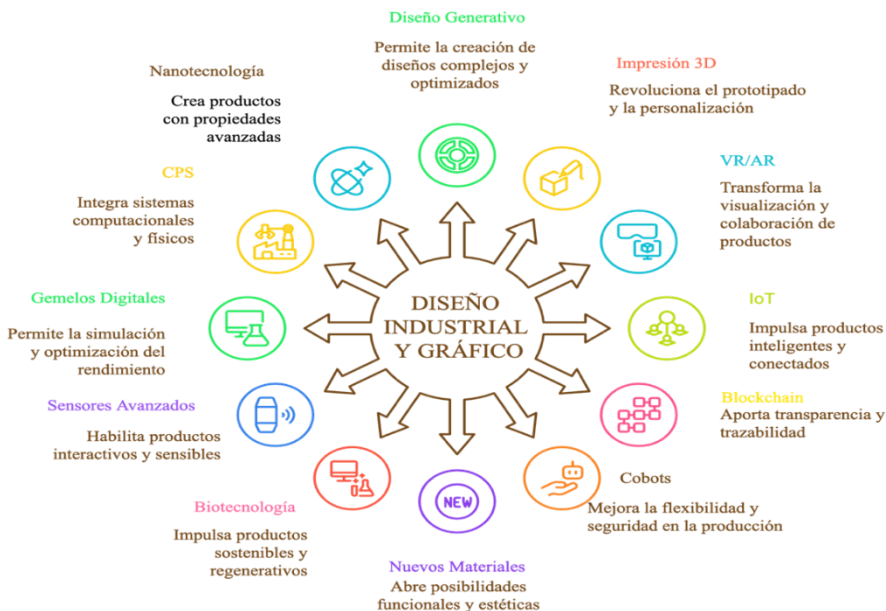 Diseño Generativo
Permite la creación de
diseños complejos y
optimizados
Impresión 3D
Revoluciona el prototipado
y la personalización
VR/AR
Transforma la
visualización y
colaboración de
productos
IoT
Impulsa productos
inteligentes y
conectados
Blockchain
Aporta transparencia y
trazabilidad
Cobots
Mejora la flexibilidad y
seguridad en la producción
NEW
Nuevos Materiales
Abre posibilidades
funcionales y estéticas
Biotecnología
Impulsa productos
sostenibles y
regenerativos
Sensores Avanzados
Habilita productos
interactivos y sensibles
Gemelos Digitales
Permite la simulación
y optimización del
rendimiento
CPS
Integra sistemas
computacionales
y físicos
Nanotecnología
Crea productos
con propiedades
avanzadas
DISEÑO
INDUSTRIAL
Y GRÁFICO